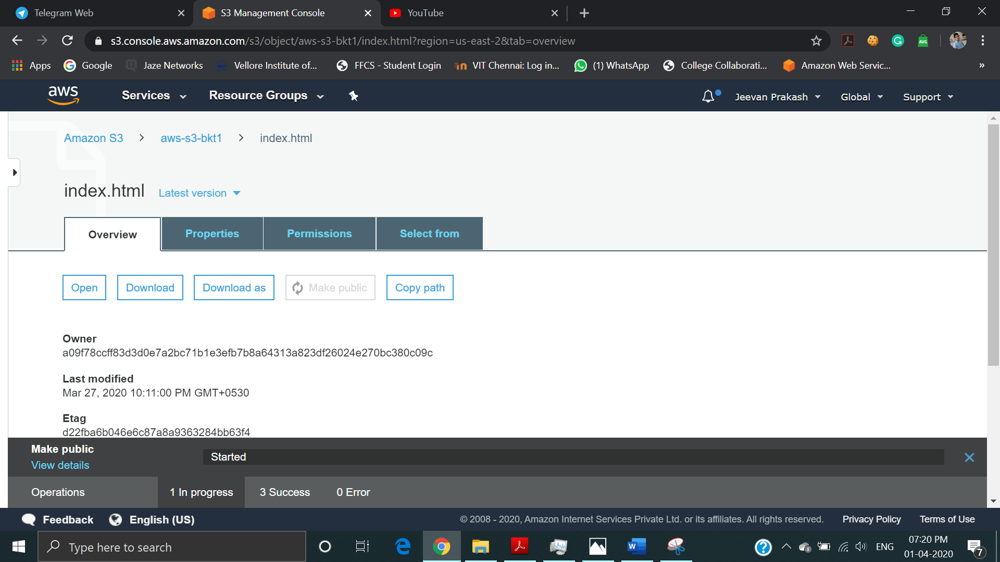 Telegram Web
S3 Management Console
YouTube
s3.console.aws.amazon.com/s3/object/aws-s3-bkt1/index.html?region=us-east-2&tab=overview
AVG
Apps
Google
Jaze Networks
Vellore Institute of...
FFCS - Student Login
VIT Chennai: Log in...
(1) WhatsApp
College Collaborati...
Amazon Web Servic...
»
aws
Services
Resource Groups
Jeevan Prakash
Global
Support
Amazon S3 > aws-s3-bkt1 > index.html
index.html Latest version
Overview
Properties
Permissions
Select from
Open
Download
Download as
Make public
Copy path
Owner
a09f78ccff83d3d0e7a2bc71b1e3efb7b8a64313a823df26024e270bc380c09c
Last modified
Mar 27, 2020 10:11:00 PM GMT+0530
Etag
d22fba6b046e6c87a8a9363284bb63f4
Make public
View details
Started
Operations
1 In progress
3 Success
0 Error
Feedback
English (US)
© 2008 - 2020, Amazon Internet Services Private Ltd. or its affiliates. All rights reserved.
Privacy Policy
Terms of Use
Type here to search
ENG
07:20 PM
01-04-2020
7